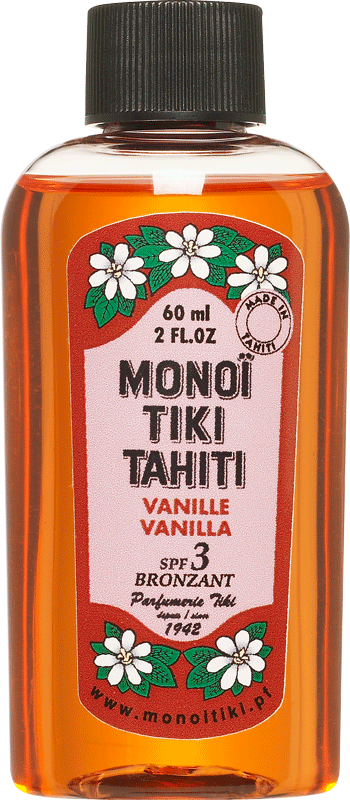 60 ml
2 FL.OZ
MADE IN
TAHITI
MONOÏ
TIKI
TAHITI
VANILLE
VANILLA
SPF 3
BRONZANT
Parfumerie Tiki
depuis / since
1942
www.monoitiki.pf